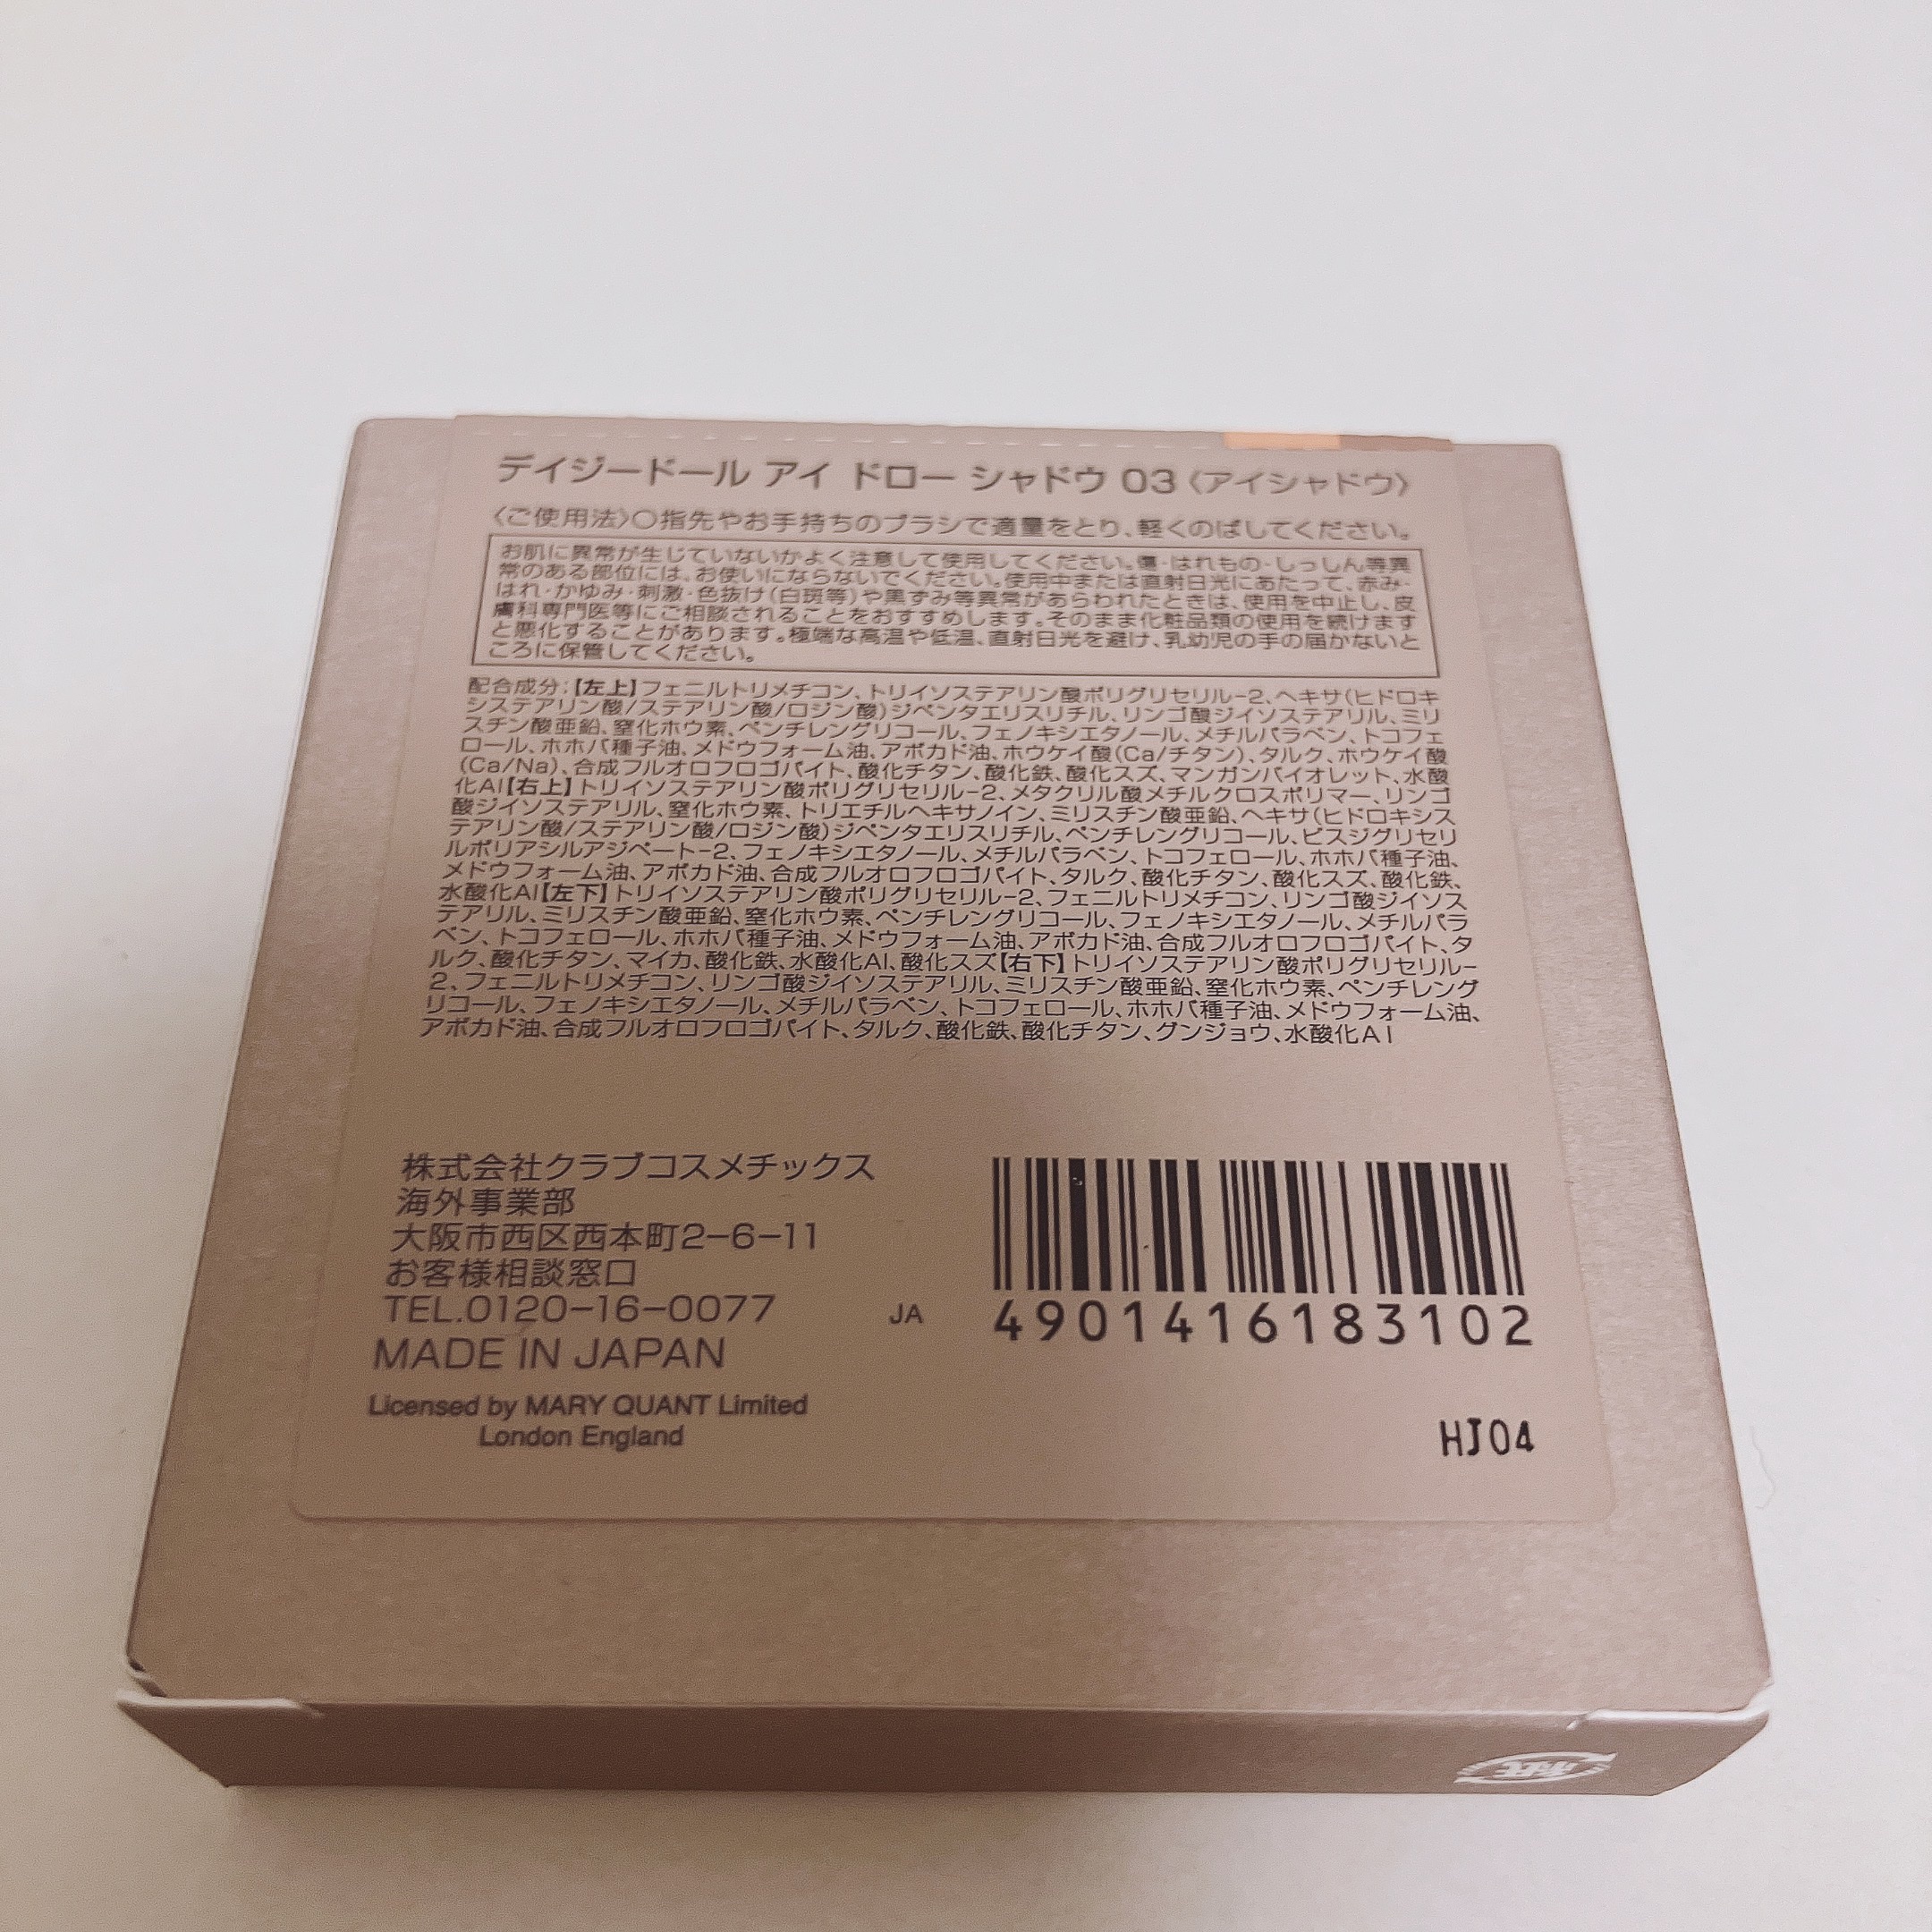 デイジードール アイ ドロー シャドウ 03〈アイシャドウ〉
〈ご使用法〉〇指先やお手持ちのブラシで適量をとり、軽くのばしてください。
お肌に異常が生じていないかよく注意して使用してください。傷・はれもの・しっしん等異
常のある部位には。お使いにならないでください。使用中または直射日光にあたって、赤み・
はれ・かゆみ・刺激・色抜け(白斑等)や黒ずみ等異常があらわれたときは、使用を中止し、皮
膚科専門医等にご相談されることをおすすめします。そのまま化粧品類の使用を続けます
と悪化することがあります。極端な高温や低温、直射日光を避け、乳幼児の手の届かないと
ころに保管してください。
配合成分:【左上】フェニルトリメチコン、トリイソステアリン酸ポリグリセリル-2、ヘキサ(ヒドロキ
システアリン酸/ステアリン酸/ロジン酸)ジペンタエリスリチル、リンゴ酸ジイソステアリル、ミリ
スチン酸亜鉛、窒化ホウ素、ペンチレングリコール、フェノキシエタノール、メチルパラベン、トコフェ
ロール、ホホバ種子油、メドウフォーム油、アボカド油、ホウケイ酸(Ca/チタン)、タルク、ホウケイ酸
(Ca/Na)、合成フルオロフロゴパイト、酸化チタン、酸化鉄、酸化スズ、マンガンバイオレット、水酸
化Al【右上】トリイソステアリン酸ポリグリセリル-2、メタクリル酸メチルクロスポリマー、リンゴ
酸ジイソステアリル、窒化ホウ素、トリエチルヘキサノイン、ミリスチン酸亜鉛、ヘキサ(ヒドロキシス
テアリン酸/ステアリン酸/ロジン酸)ジペンタエリスリチル、ペンチレングリコール、ビスジグリセリ
ルポリアシルアジペート-2、フェノキシエタノール、メチルパラベン、トコフェロール、ホホバ種子油、
メドウフォーム油、アボカド油、合成フルオロフロゴパイト、タルク、酸化チタン、酸化スズ、酸化鉄、
水酸化Al【左下】トリイソステアリン酸ポリグリセリル-2、フェニルトリメチコン、リンゴ酸ジイソス
テアリル、ミリスチン酸亜鉛、窒化ホウ素、ペンチレングリコール、フェノキシエタノール、メチルパラ
ベン、トコフェロール、ホホバ種子油、メドウフォーム油、アボカド油、合成フルオロフロゴパイト、タ
ルク、酸化チタン、マイカ、酸化鉄、水酸化Al、酸化スズ【右下】トリイソステアリン酸ポリグリセリル-
2、フェニルトリメチコン、リンゴ酸ジイソステアリル、ミリスチン酸亜鉛、窒化ホウ素、ペンチレング
リコール、フェノキシエタノール、メチルパラベン、トコフェロール、ホホバ種子油、メドウフォーム油、
アボカド油、合成フルオロフロゴパイト、タルク、酸化鉄、酸化チタン、グンジョウ、水酸化Al
株式会社クラブコスメチックス
海外事業部
大阪市西区西本町2-6-11
お客様相談窓口
TEL.0120-16-0077
MADE IN JAPAN
Licensed by MARY QUANT Limited
London England
JA
4901416183102
HJ04
紙